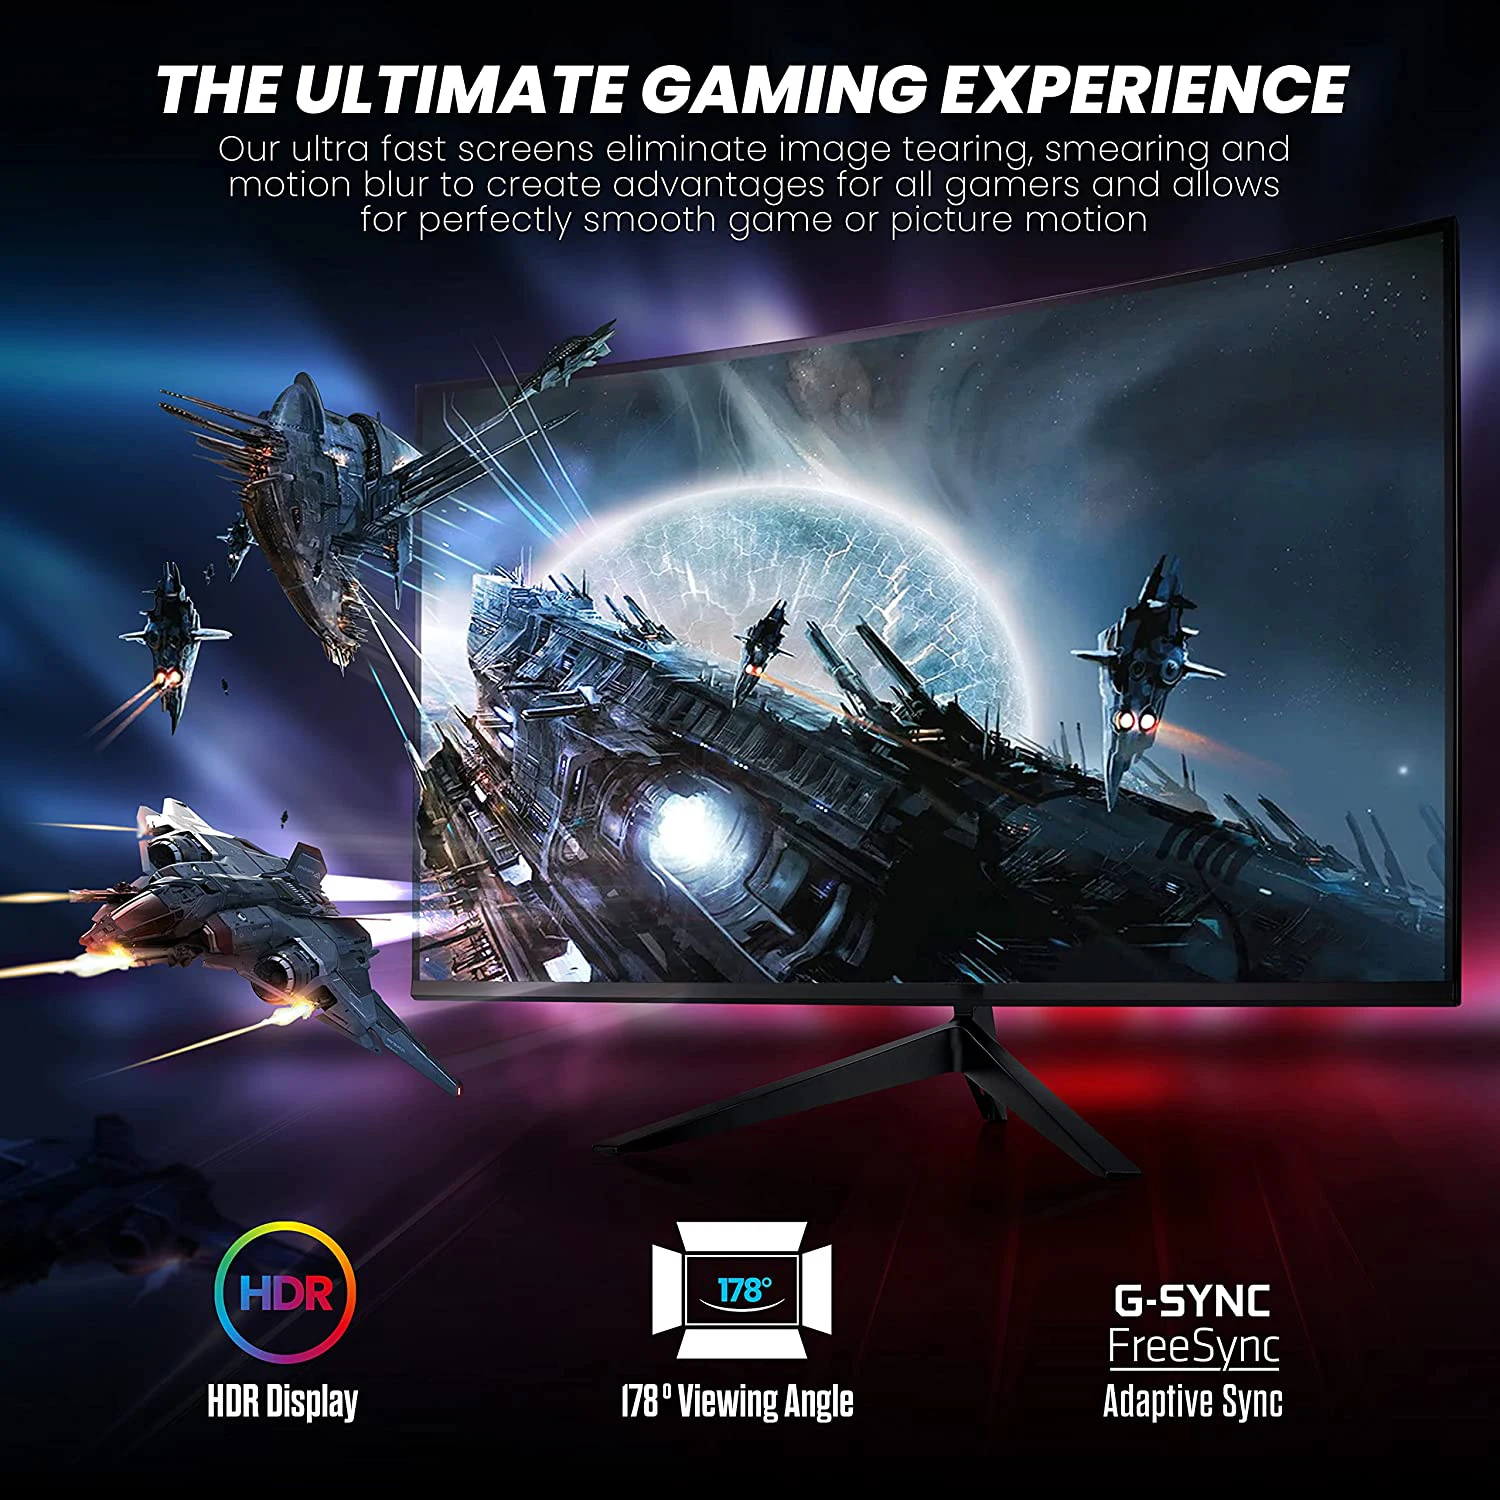 THE ULTIMATE GAMING EXPERIENCE
Our ultra fast screens eliminate image tearing, smearing and
motion blur to create advantages for all gamers and allows
for perfectly smooth game or picture motion
HDR
HDR Display
178°
178° Viewing Angle
G-SYNC
FreeSync
Adaptive Sync